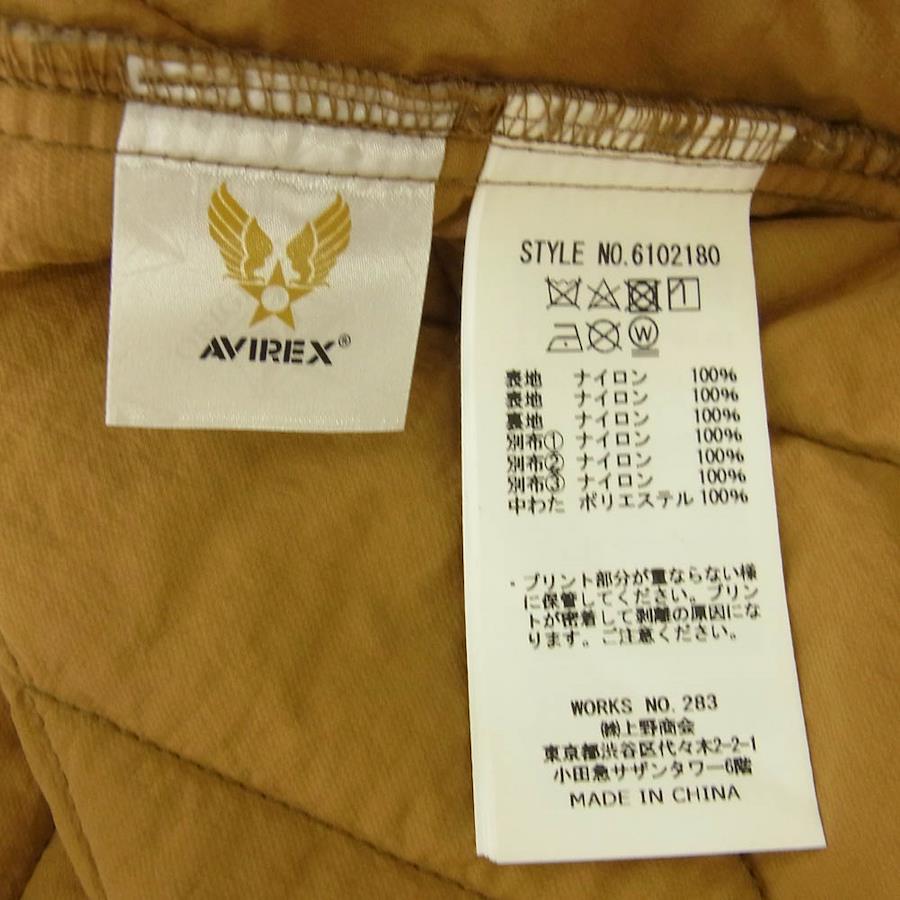 AVIREX®
STYLE NO.6102180
W
表地 ナイロン 100%
表地 ナイロン 100%
裏地 ナイロン 100%
別布① ナイロン 100%
別布② ナイロン 100%
別布③ ナイロン 100%
中わた ポリエステル 100%
・プリント部分が重ならない様
に保管してください。プリン
トが密着して剥離の原因にな
ります。ご注意ください。
WORKS NO.283
㈱上野商会
東京都渋谷区代々木2-2-1
小田急サザンタワー6階
MADE IN CHINA